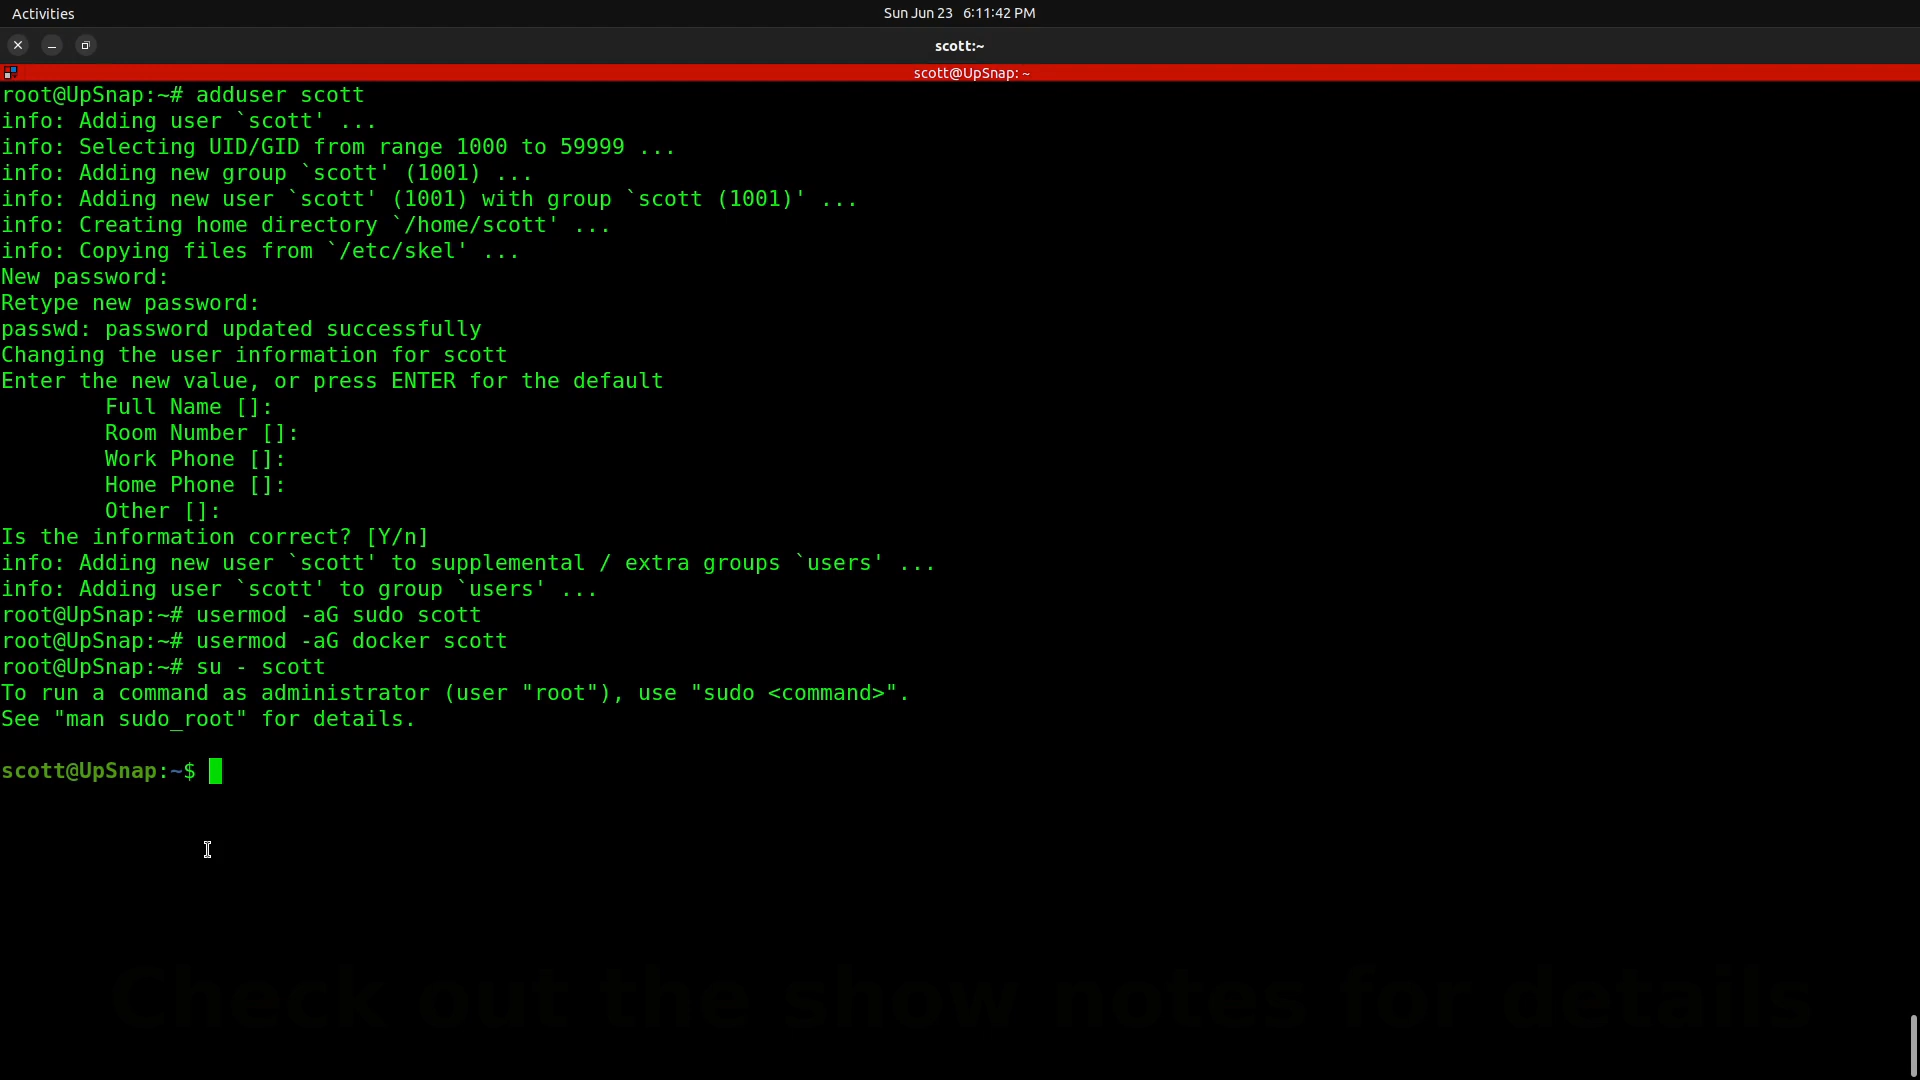 Activities
Sun Jun 23 6:11:42 PM
scott:~
scott@UpSnap: ~
root@UpSnap:~# adduser scott
info: Adding user `scott' ...
info: Selecting UID/GID from range 1000 to 59999 ...
info: Adding new group `scott' (1001) ...
info: Adding new user `scott' (1001) with group `scott (1001)' ...
info: Creating home directory `/home/scott' ...
info: Copying files from `/etc/skel' ...
New password:
Retype new password:
passwd: password updated successfully
Changing the user information for scott
Enter the new value, or press ENTER for the default
        Full Name []:
        Room Number []:
        Work Phone []:
        Home Phone []:
        Other []:
Is the information correct? [Y/n]
info: Adding new user `scott' to supplemental / extra groups `users' ...
info: Adding user `scott' to group `users' ...
root@UpSnap:~# usermod -aG sudo scott
root@UpSnap:~# usermod -aG docker scott
root@UpSnap:~# su - scott
To run a command as administrator (user "root"), use "sudo <command>".
See "man sudo_root" for details.
scott@UpSnap:~$
Check out the show notes for details